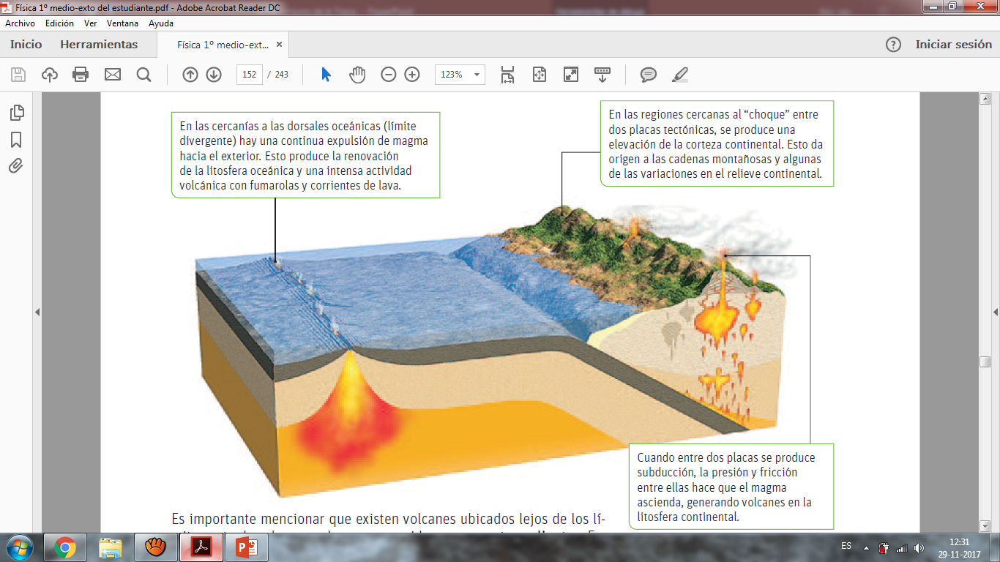 Física 1º medio-exto del estudiante.pdf - Adobe Acrobat Reader DC
Archivo Edición Ver Ventana Ayuda
Inicio Herramientas Física 1º medio-ext... × Iniciar sesión
152 / 243 123%
En las cercanías a las dorsales oceánicas (límite
divergente) hay una continua expulsión de magma
hacia el exterior. Esto produce la renovación
de la litosfera oceánica y una intensa actividad
volcánica con fumarolas y corrientes de lava.
En las regiones cercanas al “choque” entre
dos placas tectónicas, se produce una
elevación de la corteza continental. Esto da
origen a las cadenas montañosas y algunas
de las variaciones en el relieve continental.
Cuando entre dos placas se produce
subducción, la presión y fricción
entre ellas hace que el magma
ascienda, generando volcanes en la
litosfera continental.
Es importante mencionar que existen volcanes ubicados lejos de los lí-
ES
12:31
29-11-2017